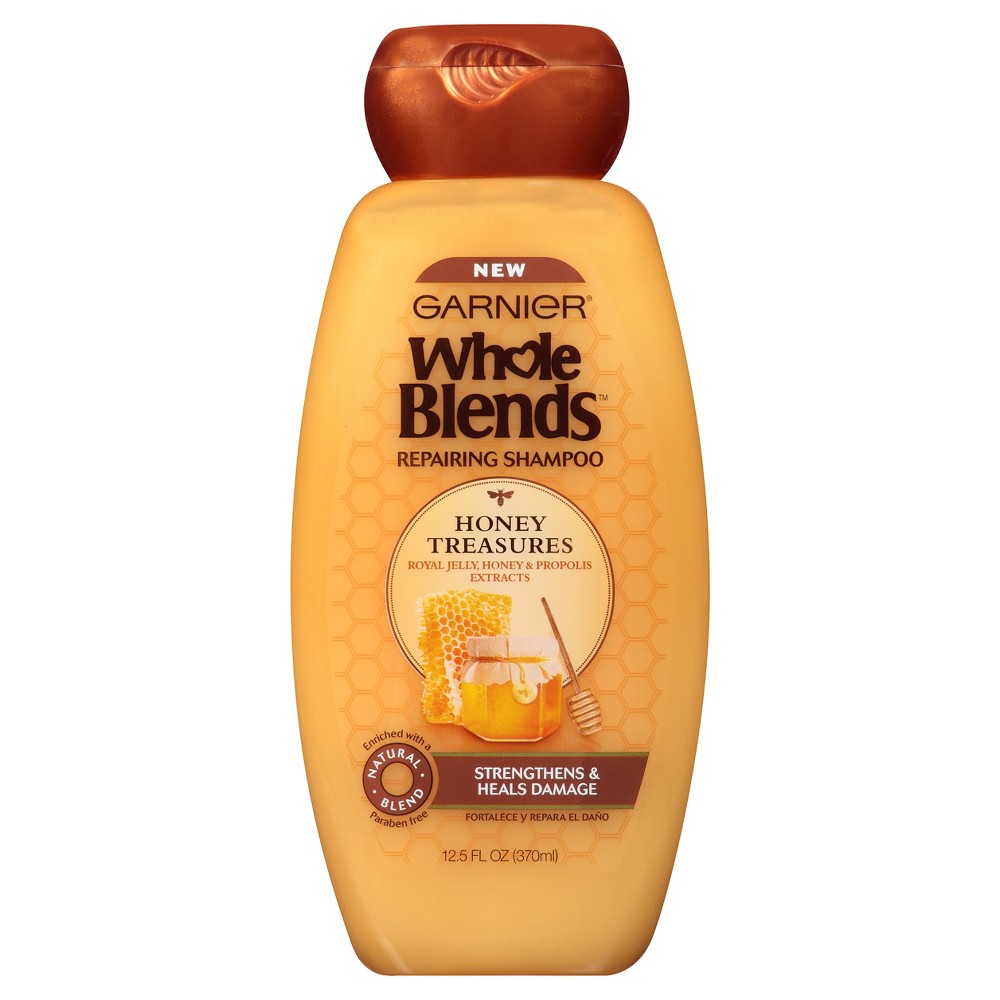 NEW
GARNIER®
Whole
Blends™
REPAIRING SHAMPOO
HONEY
TREASURES
ROYAL JELLY, HONEY & PROPOLIS
EXTRACTS
Enriched with a
NATURAL
BLEND
Paraben free
STRENGTHENS &
HEALS DAMAGE
FORTALECE y REPARA EL DAÑO
12.5 FL OZ (370ml)